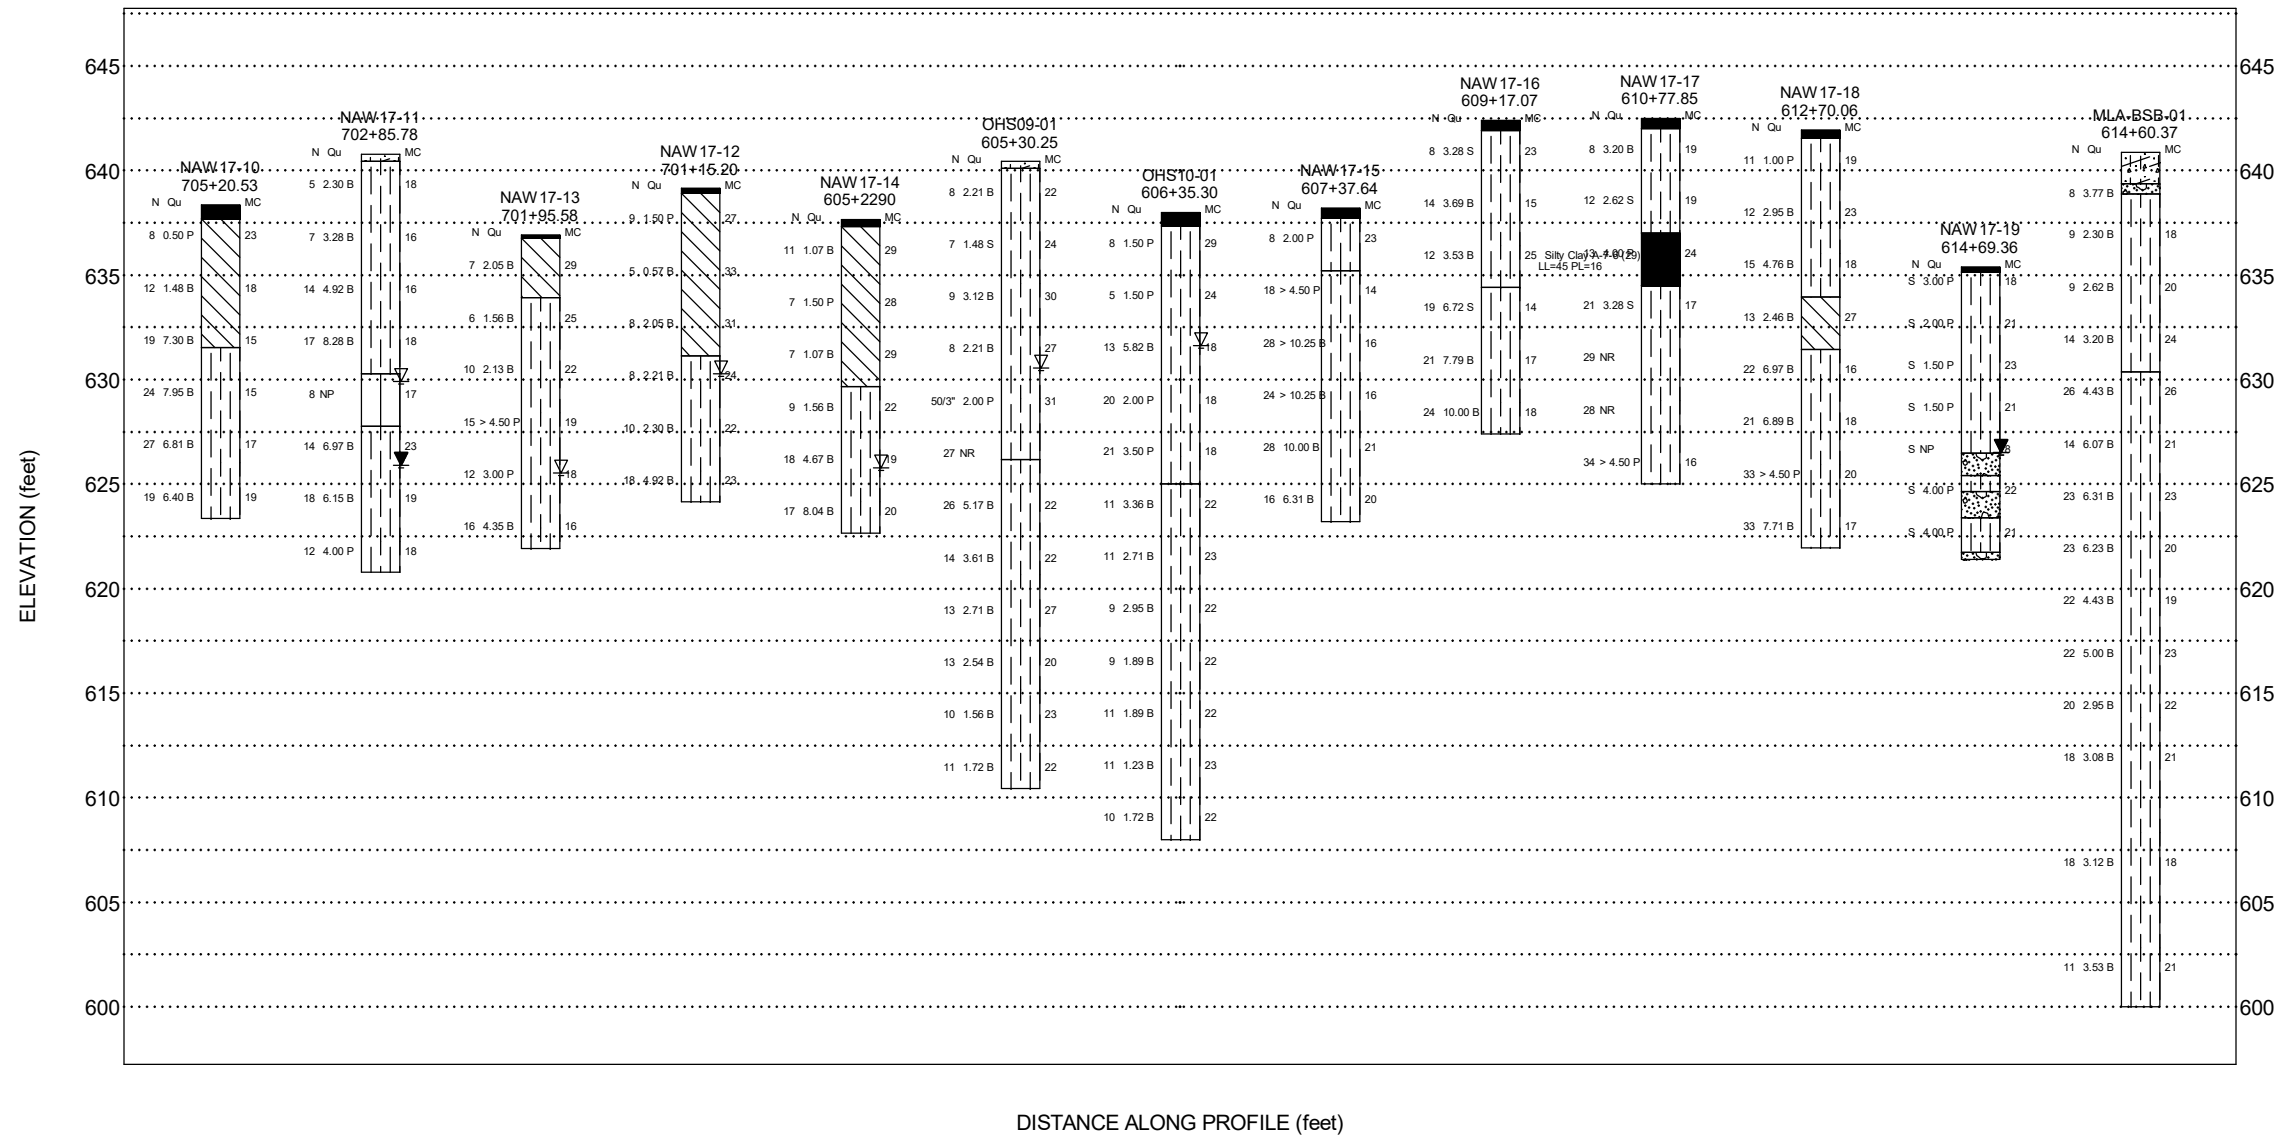 ELEVATION (feet)
645
640
635
630
625
620
615
610
605
600
NAW 17-10
705+20.53
N Qu MC
8 0.50 P 23
12 1.48 B 18
19 7.30 B 15
24 7.95 B 15
27 6.81 B 17
19 6.40 B 19
NAW 17-11
702+85.78
N Qu MC
5 2.30 B 18
7 3.28 B 16
14 4.92 B 16
17 8.28 B 18
8 NP 17
14 6.97 B 23
18 6.15 B 19
12 4.00 P 18
NAW 17-13
701+95.58
N Qu MC
7 2.05 B 29
6 1.56 B 25
10 2.13 B 22
15 > 4.50 P 19
12 3.00 P 18
16 4.35 B 16
NAW 17-12
701+15.20
N Qu MC
9 1.50 P 27
5 0.57 B 33
8 2.05 B 31
8 2.21 B 24
10 2.30 B 22
18 4.92 B 23
NAW 17-14
605+2290
N Qu MC
11 1.07 B 29
7 1.50 P 28
7 1.07 B 29
9 1.56 B 22
18 4.67 B 19
17 8.04 B 20
OHS09-01
605+30.25
N Qu MC
8 2.21 B 22
7 1.48 S 24
9 3.12 B 30
8 2.21 B 27
50/3" 2.00 P 31
27 NR
26 5.17 B 22
14 3.61 B 22
13 2.71 B 27
13 2.54 B 20
10 1.56 B 23
11 1.72 B 22
OHS10-01
606+35.30
N Qu MC
8 1.50 P 29
5 1.50 P 24
13 5.82 B 18
20 2.00 P 18
21 3.50 P 18
11 3.36 B 22
11 2.71 B 23
9 2.95 B 22
9 1.89 B 22
11 1.89 B 22
11 1.23 B 23
10 1.72 B 22
NAW 17-15
607+37.64
N Qu MC
8 2.00 P 23
18 > 4.50 P 14
28 > 10.25 B 16
24 > 10.25 B 16
28 10.00 B 21
16 6.31 B 20
NAW 17-16
609+17.07
N Qu MC
8 3.28 S 23
14 3.69 B 15
12 3.53 B 25
19 6.72 S 14
21 7.79 B 17
24 10.00 B 18
NAW 17-17
610+77.85
N Qu MC
8 3.20 B 19
12 2.62 S 19
Silty Clay A-7-6 (29) 24
LL=45 PL=16
21 3.28 S 17
29 NR
28 NR
34 > 4.50 P 16
NAW 17-18
612+70.06
N Qu MC
11 1.00 P 19
12 2.95 B 23
15 4.76 B 18
13 2.46 B 27
22 6.97 B 16
21 6.89 B 18
33 > 4.50 P 20
33 7.71 B 17
NAW 17-19
614+69.36
N Qu MC
S 3.00 P 18
S 2.00 P 21
S 1.50 P 23
S 1.50 P 21
S NP
S 4.00 P 22
S 4.00 P 21
MLA-BSB-01
614+60.37
N Qu MC
8 3.77 B
9 2.30 B 18
9 2.62 B 20
14 3.20 B 24
26 4.43 B 26
14 6.07 B 21
23 6.31 B 23
23 6.23 B 20
22 4.43 B 19
22 5.00 B 23
20 2.95 B 22
18 3.08 B 21
18 3.12 B 18
11 3.53 B 21
645
640
635
630
625
620
615
610
605
600
DISTANCE ALONG PROFILE (feet)